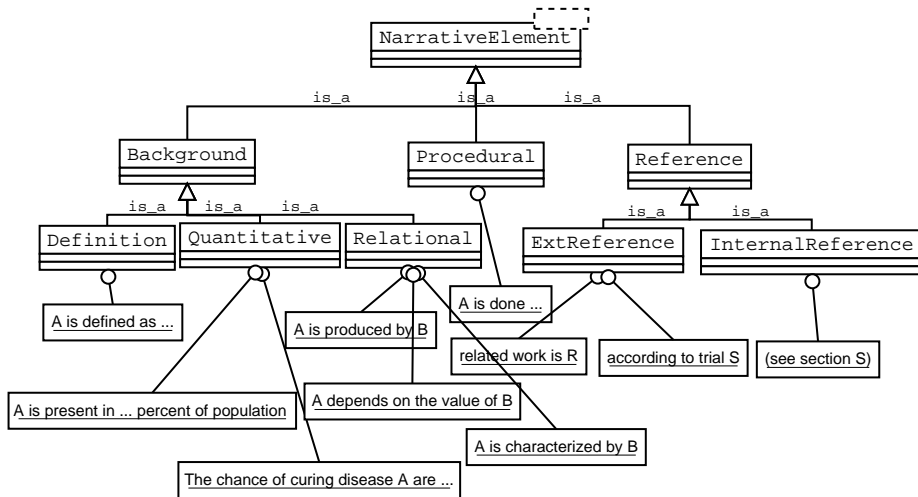 NarrativeElement
is_a
is_a
is_a
Background
Procedural
Reference
is_a
is_a
is_a
is_a
is_a
Definition
Quantitative
Relational
ExtReference
InternalReference
A is defined as ...
A is produced by B
A is done ...
related work is R
according to trial S
(see section S)
A is present in ... percent of population
A depends on the value of B
A is characterized by B
The chance of curing disease A are ...